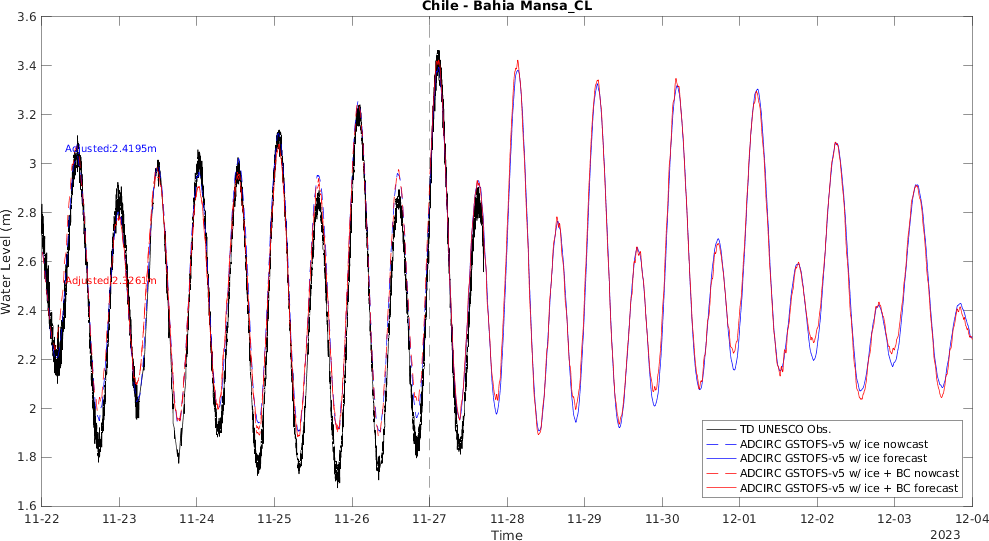 Chile - Bahia Mansa_CL
3.6
3.4
3.2
3
2.8
2.6
2.4
2.2
2
1.8
1.6
Water Level (m)
Adjusted:2.4195m
Adjusted:2.3261m
TD UNESCO Obs.
ADCIRC GSTOFS-v5 w/ ice nowcast
ADCIRC GSTOFS-v5 w/ ice forecast
ADCIRC GSTOFS-v5 w/ ice + BC nowcast
ADCIRC GSTOFS-v5 w/ ice + BC forecast
11-22 11-23 11-24 11-25 11-26 11-27 11-28 11-29 11-30 12-01 12-02 12-03 12-04
Time
2023